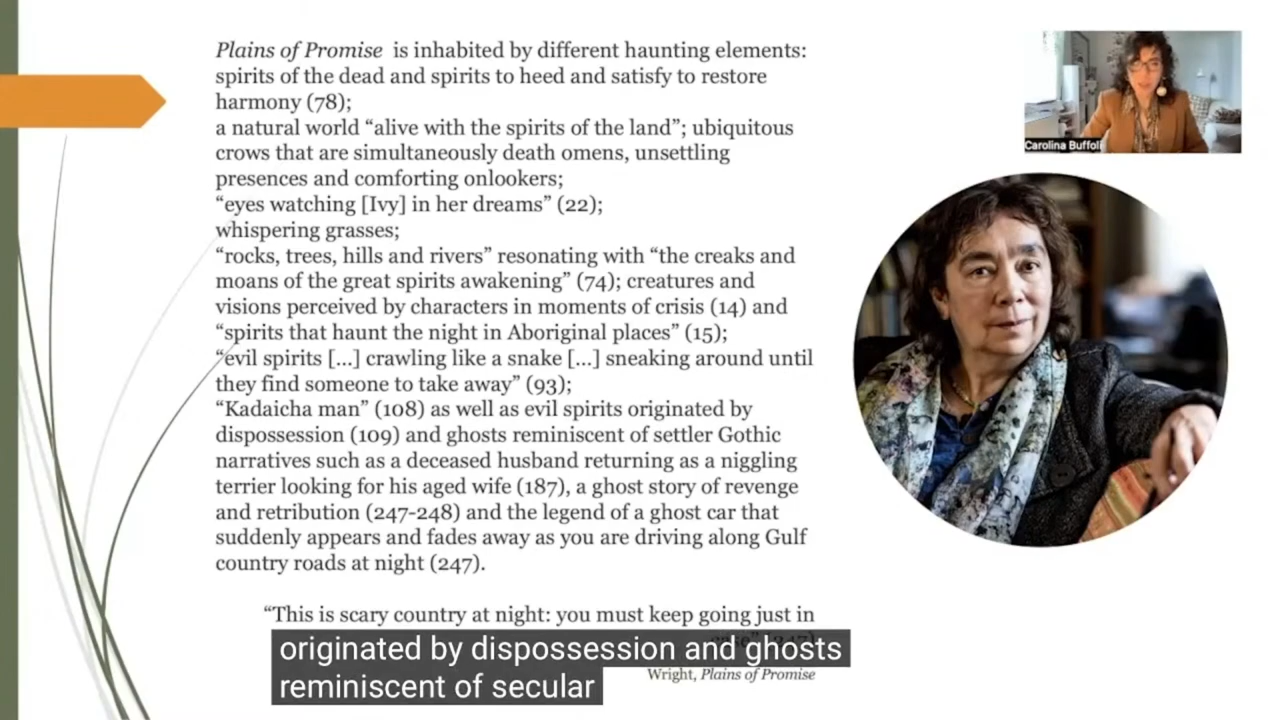 Plains of Promise is inhabited by different haunting elements:
spirits of the dead and spirits to heed and satisfy to restore
harmony (78);
a natural world “alive with the spirits of the land”; ubiquitous
crows that are simultaneously death omens, unsettling
presences and comforting onlookers;
“eyes watching [Ivy] in her dreams” (22);
whispering grasses;
“rocks, trees, hills and rivers” resonating with “the creaks and
moans of the great spirits awakening” (74); creatures and
visions perceived by characters in moments of crisis (14) and
“spirits that haunt the night in Aboriginal places” (15);
“evil spirits [...] crawling like a snake [...] sneaking around until
they find someone to take away” (93);
“Kadaicha man” (108) as well as evil spirits originated by
dispossession (109) and ghosts reminiscent of settler Gothic
narratives such as a deceased husband returning as a niggling
terrier looking for his aged wife (187), a ghost story of revenge
and retribution (247-248) and the legend of a ghost car that
suddenly appears and fades away as you are driving along Gulf
country roads at night (247).
“This is scary country at night: you must keep going just in
Wright, Plains of Promise
originated by dispossession and ghosts
reminiscent of secular
Carolina Buffoli